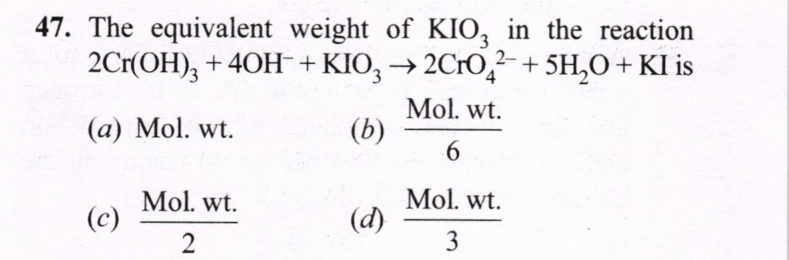 47. The equivalent weight of KIO₃ in the reaction
2Cr(OH)₃ + 4OH⁻ + KIO₃ → 2CrO₄²⁻ + 5H₂O + KI is
(a) Mol. wt. (b) Mol. wt. / 6
(c) Mol. wt. / 2 (d) Mol. wt. / 3